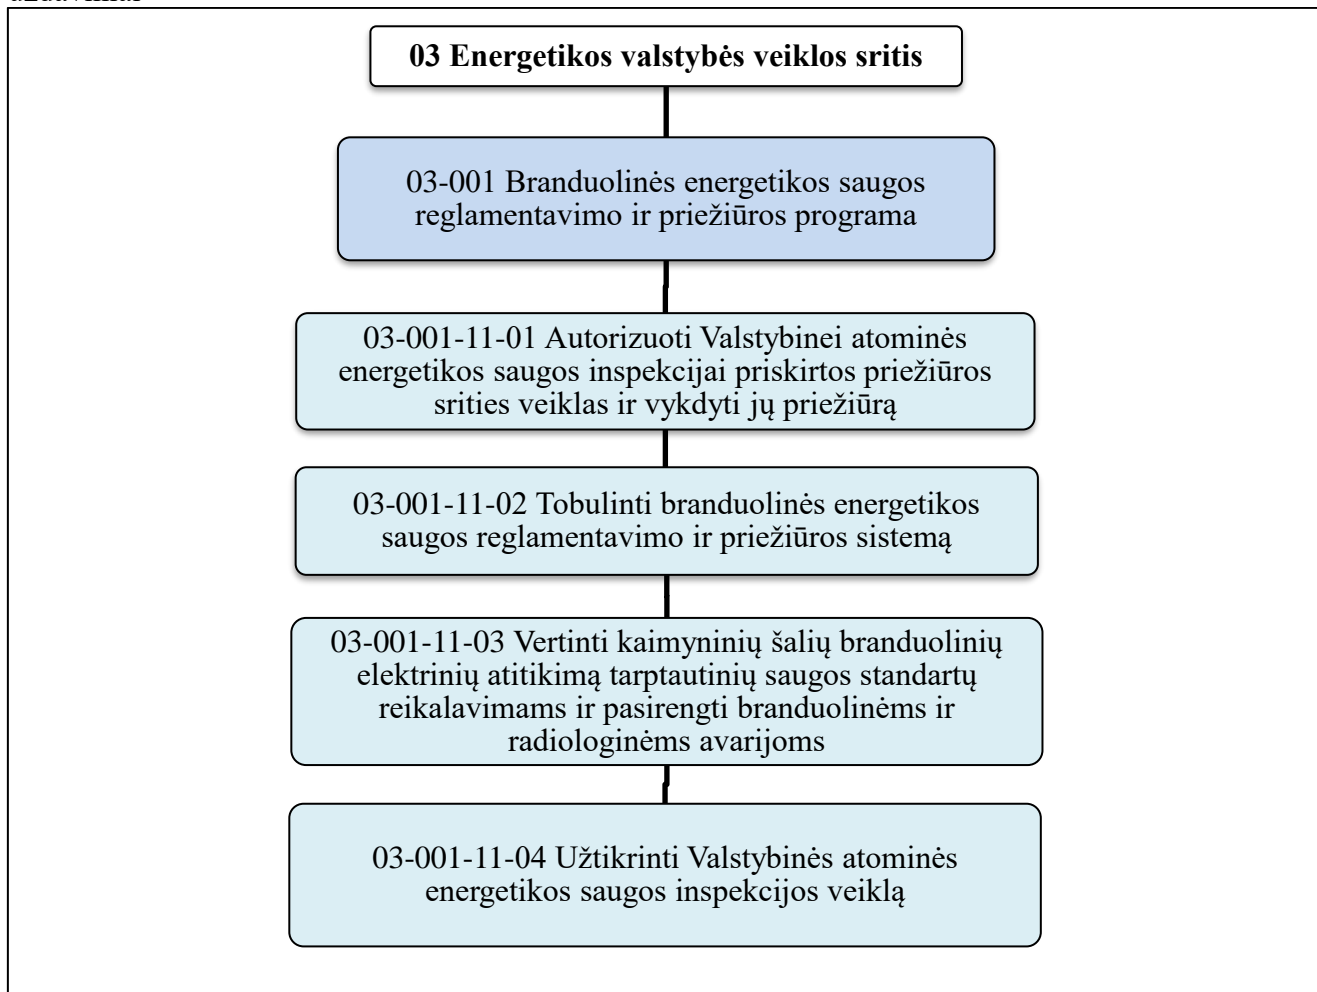 03 Energetikos valstybės veiklos sritis
03-001 Branduolinės energetikos saugos
reglamentavimo ir priežiūros programa
03-001-11-01 Autorizuoti Valstybinei atominės
energetikos saugos inspekcijai priskirtos priežiūros
srities veiklas ir vykdyti jų priežiūrą
03-001-11-02 Tobulinti branduolinės energetikos
saugos reglamentavimo ir priežiūros sistemą
03-001-11-03 Vertinti kaimyninių šalių branduolinių
elektrinių atitikimą tarptautinių saugos standartų
reikalavimams ir pasirengti branduolinėms ir
radiologinėms avarijoms
03-001-11-04 Užtikrinti Valstybinės atominės
energetikos saugos inspekcijos veiklą